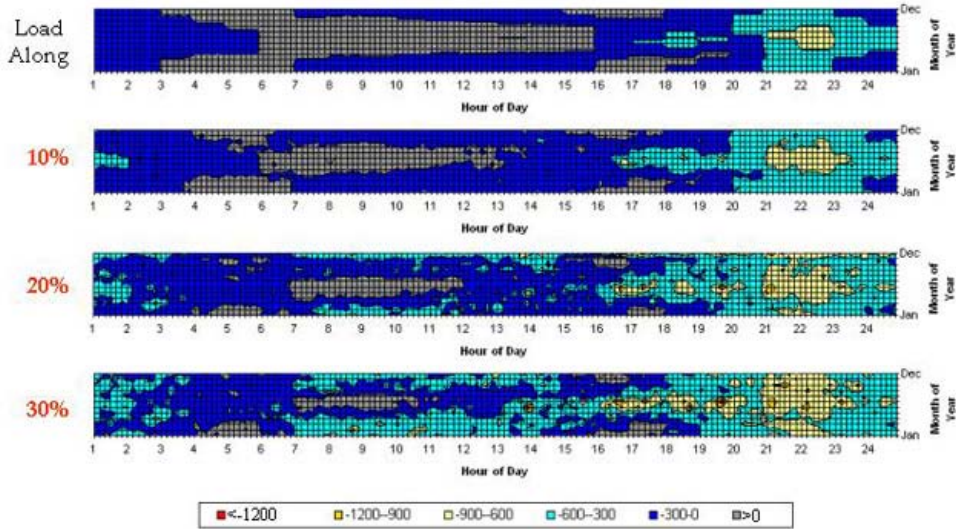 Load
Along
Dec
Month of
Year
Jan
1 2 3 4 5 6 7 8 9 10 11 12 13 14 15 16 17 18 19 20 21 22 23 24
Hour of Day
10%
Dec
Month of
Year
Jan
1 2 3 4 5 6 7 8 9 10 11 12 13 14 15 16 17 18 19 20 21 22 23 24
Hour of Day
20%
Dec
Month of
Year
Jan
1 2 3 4 5 6 7 8 9 10 11 12 13 14 15 16 17 18 19 20 21 22 23 24
Hour of Day
30%
Dec
Month of
Year
Jan
1 2 3 4 5 6 7 8 9 10 11 12 13 14 15 16 17 18 19 20 21 22 23 24
Hour of Day
<-1200 -1200--900 -900--600 -600--300 -300-0 >0